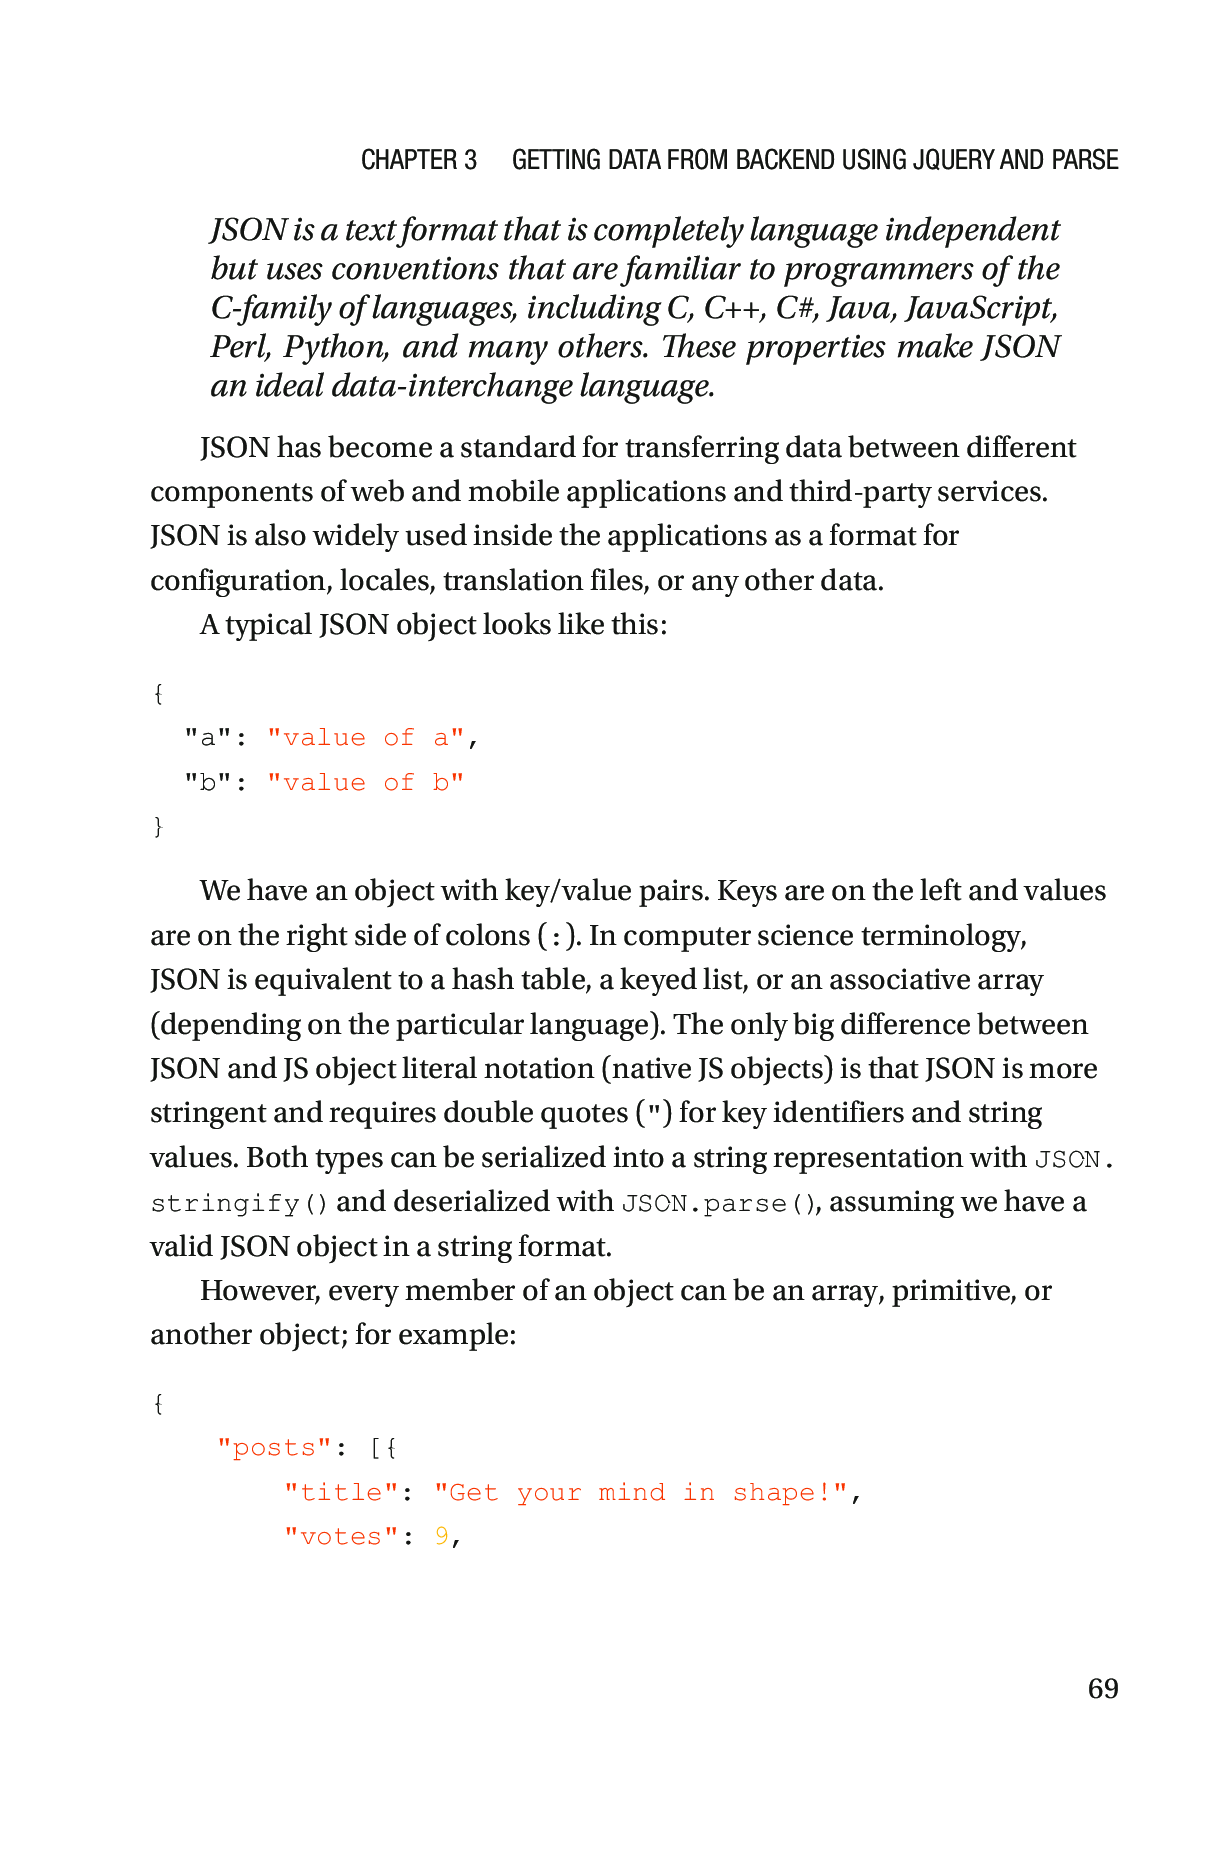 CHAPTER 3 GETTING DATA FROM BACKEND USING JQUERY AND PARSE
JSON is a text format that is completely language independent
but uses conventions that are familiar to programmers of the
C-family of languages, including C, C++, C#, Java, JavaScript,
Perl, Python, and many others. These properties make JSON
an ideal data-interchange language.
JSON has become a standard for transferring data between different
components of web and mobile applications and third-party services.
JSON is also widely used inside the applications as a format for
configuration, locales, translation files, or any other data.
A typical JSON object looks like this:
{
  "a": "value of a",
  "b": "value of b"
}
We have an object with key/value pairs. Keys are on the left and values
are on the right side of colons (:). In computer science terminology,
JSON is equivalent to a hash table, a keyed list, or an associative array
(depending on the particular language). The only big difference between
JSON and JS object literal notation (native JS objects) is that JSON is more
stringent and requires double quotes (") for key identifiers and string
values. Both types can be serialized into a string representation with JSON.
stringify() and deserialized with JSON.parse(), assuming we have a
valid JSON object in a string format.
However, every member of an object can be an array, primitive, or
another object; for example:
{
    "posts": [{
        "title": "Get your mind in shape!",
        "votes": 9,
69